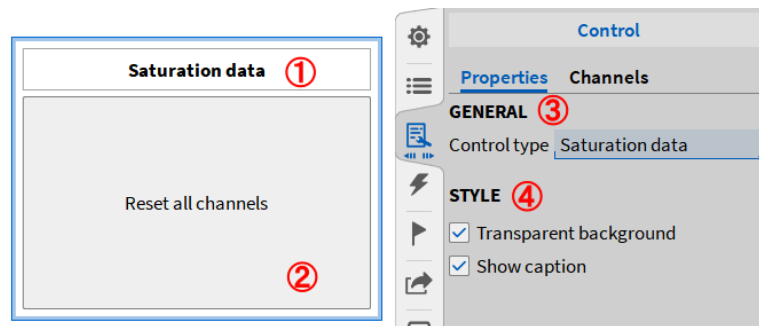 Saturation data ①
Reset all channels
②
Control
Properties Channels
GENERAL ③
Control type Saturation data
STYLE ④
Transparent background
Show caption